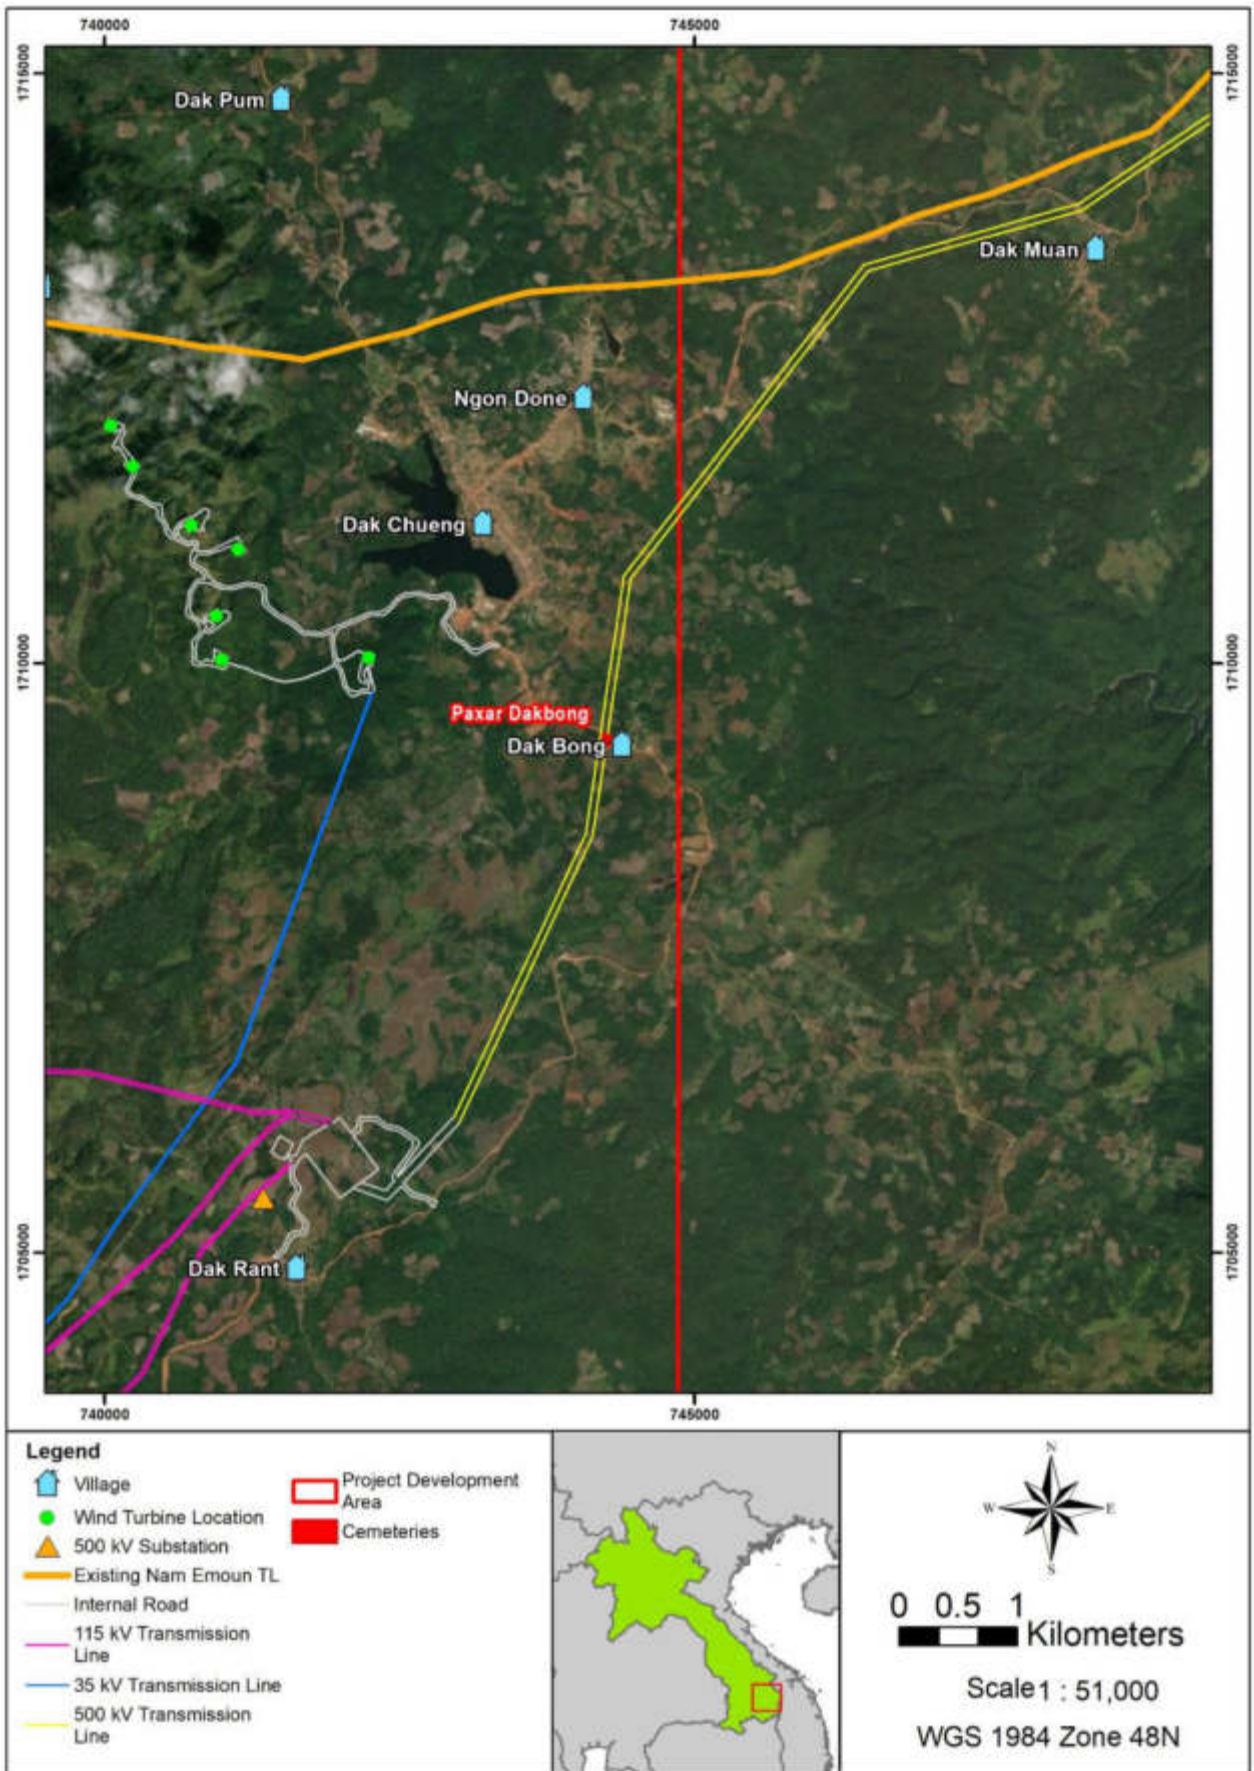 740000 745000
1715000 1715000
Dak Pum
Dak Muan
Ngon Done
Dak Chueng
1710000 1710000
Paxar Dakbong
Dak Bong
1705000 1705000
Dak Rant
740000 745000
Legend
Village
Wind Turbine Location
500 kV Substation
Existing Nam Emoun TL
Internal Road
115 kV Transmission
Line
35 kV Transmission Line
500 kV Transmission
Line
Project Development
Area
Cemeteries
N
W E
S
0 0.5 1
Kilometers
Scale 1 : 51,000
WGS 1984 Zone 48N